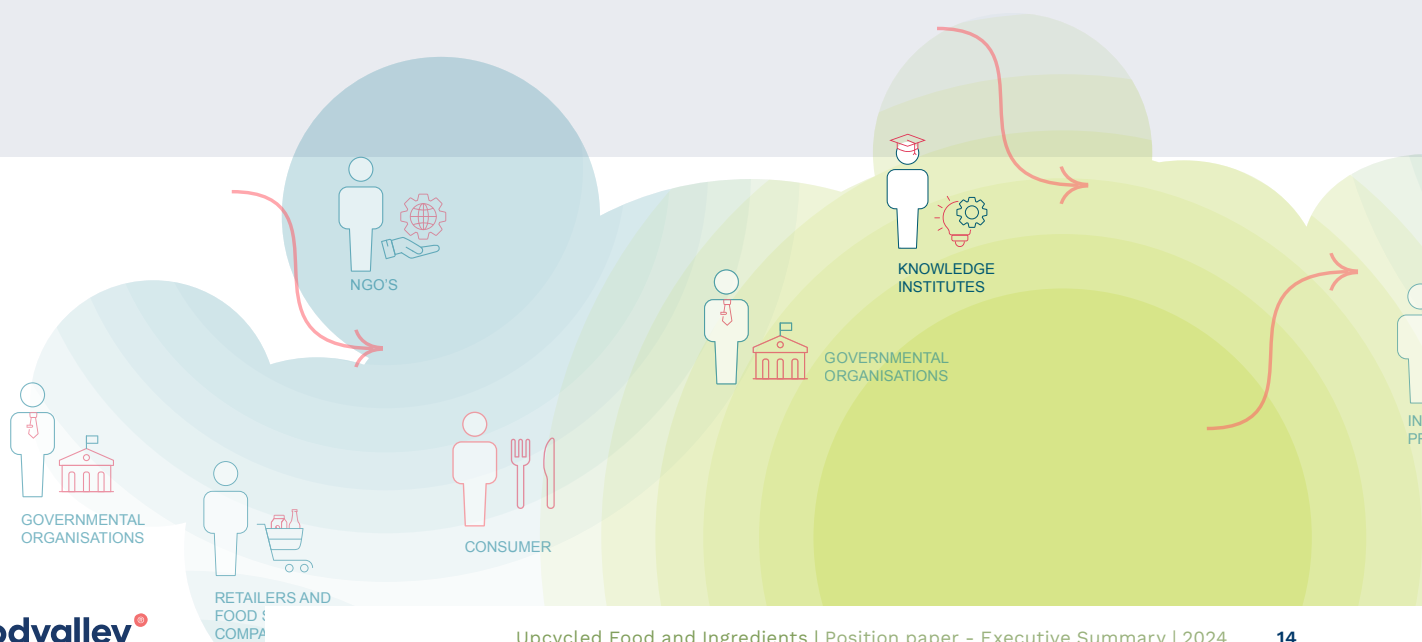 NGO'S
KNOWLEDGE
INSTITUTES
GOVERNMENTAL
ORGANISATIONS
GOVERNMENTAL
ORGANISATIONS
CONSUMER
RETAILERS AND
FOOD
Upcycled Food and Ingredients | Position paper - Executive Summary | 2024 14